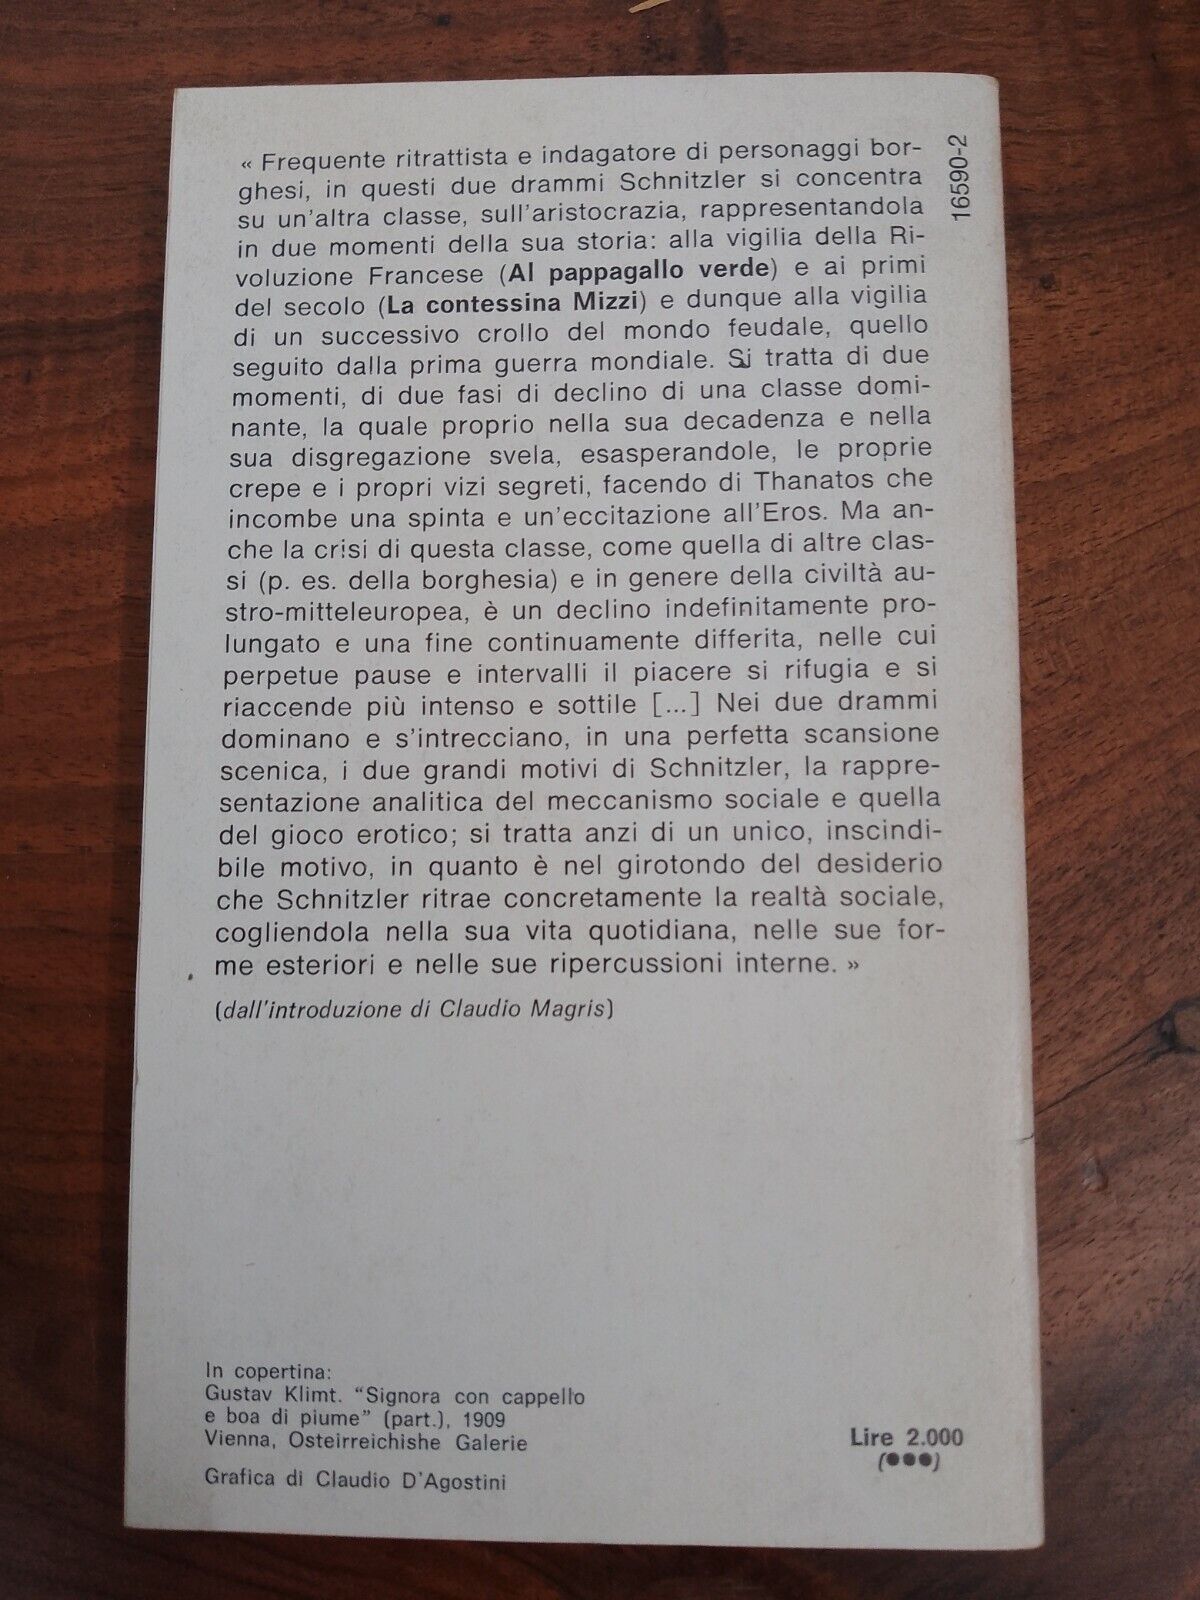 « Frequente ritrattista e indagatore di personaggi bor-
ghesi, in questi due drammi Schnitzler si concentra
su un'altra classe, sull'aristocrazia, rappresentandola
in due momenti della sua storia: alla vigilia della Ri-
voluzione Francese (Al pappagallo verde) e ai primi
del secolo (La contessina Mizzi) e dunque alla vigilia
di un successivo crollo del mondo feudale, quello
seguito dalla prima guerra mondiale. Si tratta di due
momenti, di due fasi di declino di una classe domi-
nante, la quale proprio nella sua decadenza e nella
sua disgregazione svela, esasperandole, le proprie
crepe e i propri vizi segreti, facendo di Thanatos che
incombe una spinta e un'eccitazione all'Eros. Ma an-
che la crisi di questa classe, come quella di altre clas-
si (p. es. della borghesia) e in genere della civiltà au-
stro-mitteleuropea, è un declino indefinitamente pro-
lungato e una fine continuamente differita, nelle cui
perpetue pause e intervalli il piacere si rifugia e si
riaccende più intenso e sottile [...] Nei due drammi
dominano e s'intrecciano, in una perfetta scansione
scenica, i due grandi motivi di Schnitzler, la rappre-
sentazione analitica del meccanismo sociale e quella
del gioco erotico; si tratta anzi di un unico, inscindi-
bile motivo, in quanto è nel girotondo del desiderio
che Schnitzler ritrae concretamente la realtà sociale,
cogliendola nella sua vita quotidiana, nelle sue for-
me esteriori e nelle sue ripercussioni interne. »
(dall'introduzione di Claudio Magris)
16590-2
In copertina:
Gustav Klimt. "Signora con cappello
e boa di piume" (part.), 1909
Vienna, Osteirreichishe Galerie
Grafica di Claudio D'Agostini
Lire 2.000
(●●●)